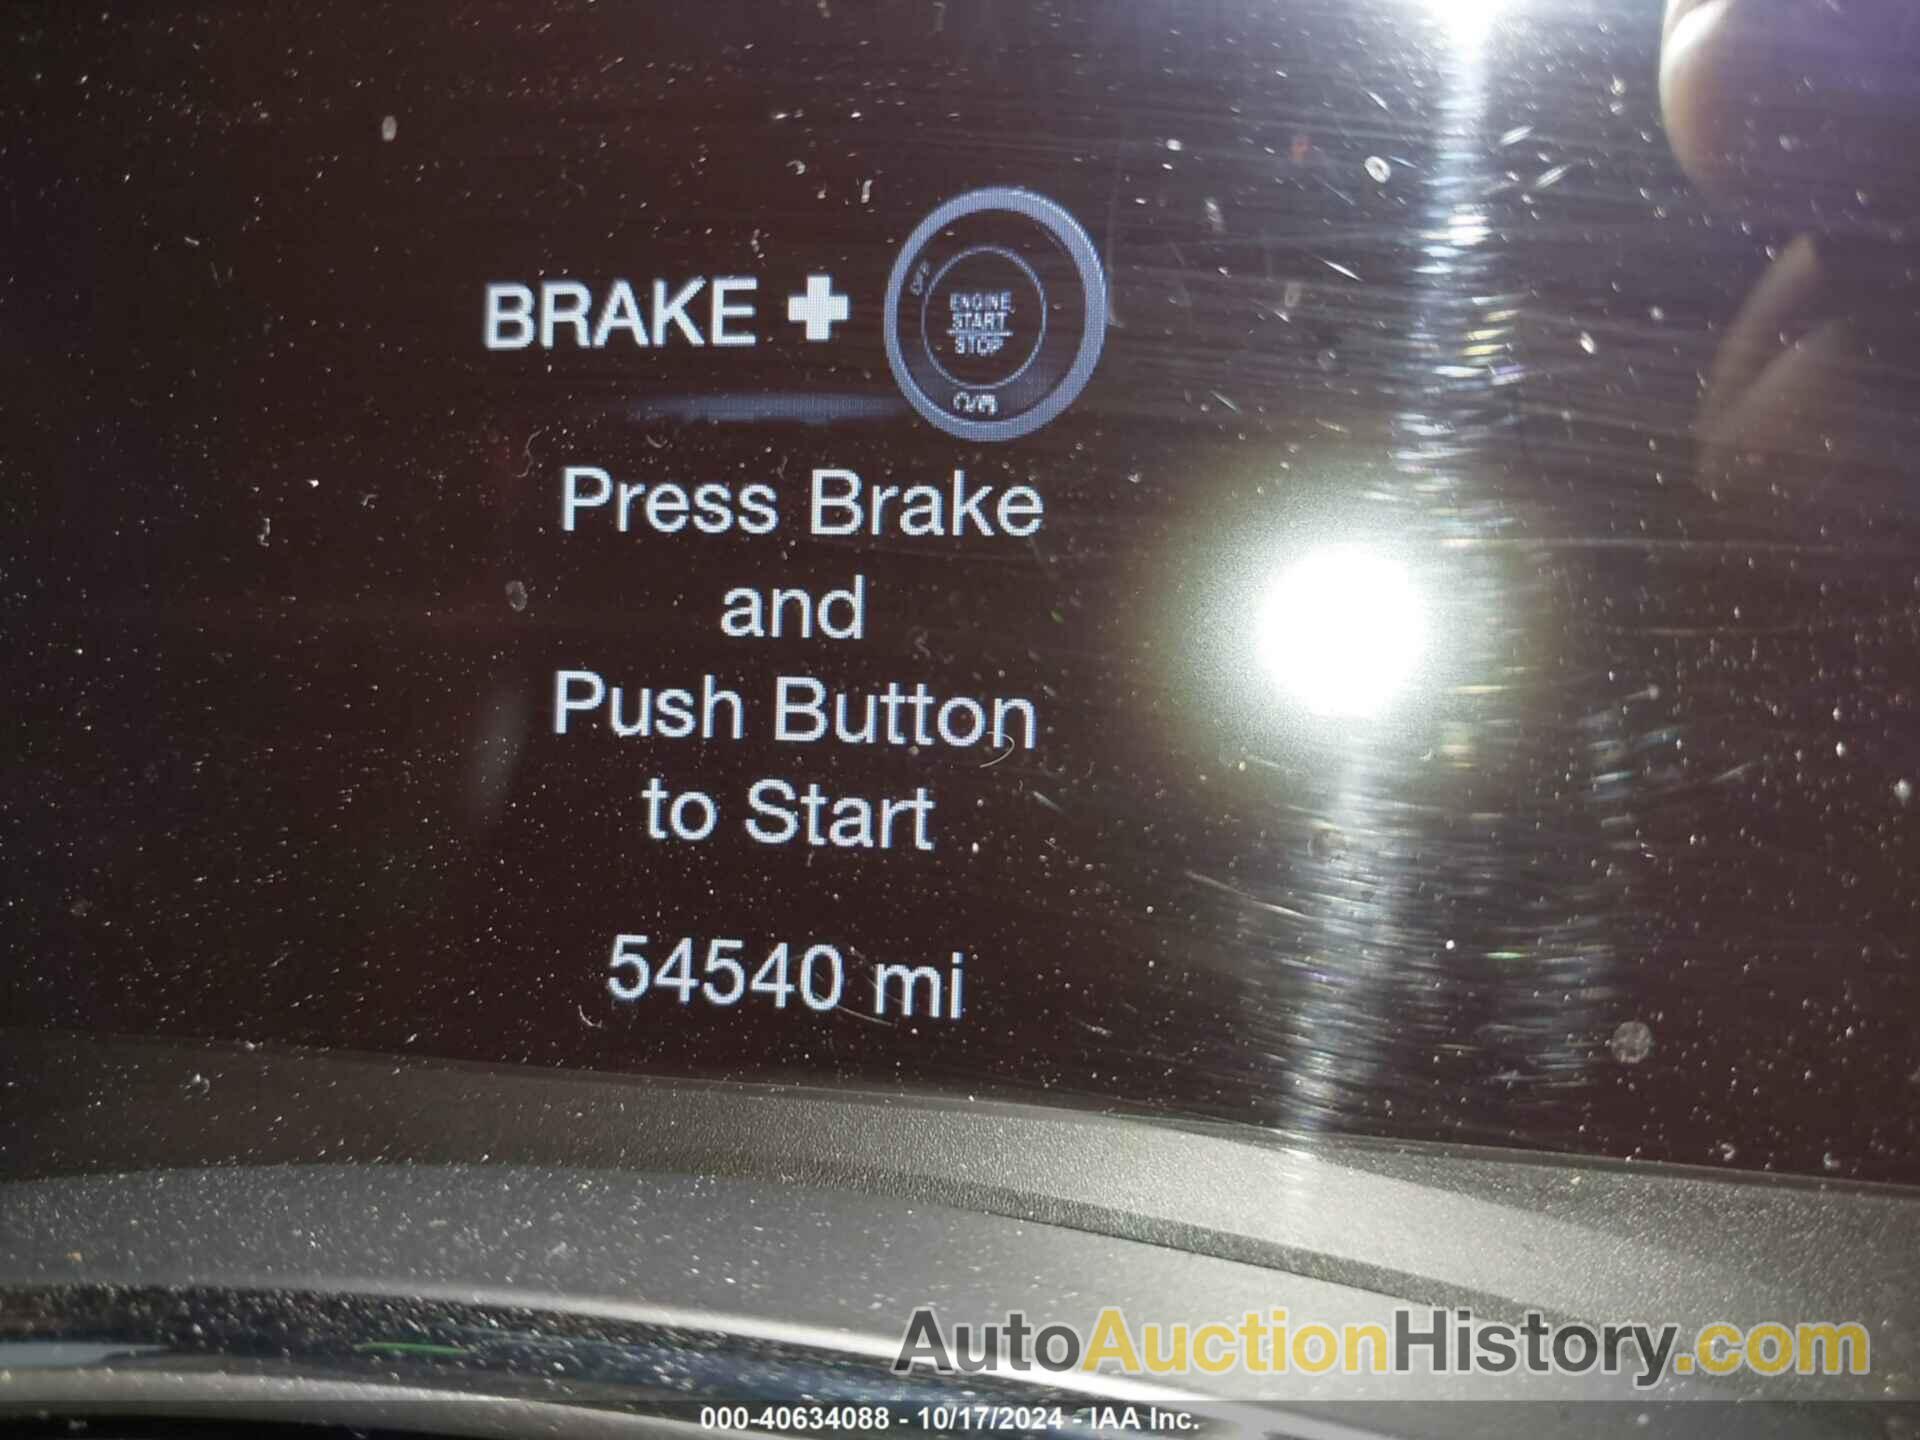 BRAKE +
OFF
ENGINE
START
STOP
Press Brake
and
Push Button
to Start
54540 mi
AutoAuctionHistory.com
000-40634088 - 10/17/2024 - IAA Inc.